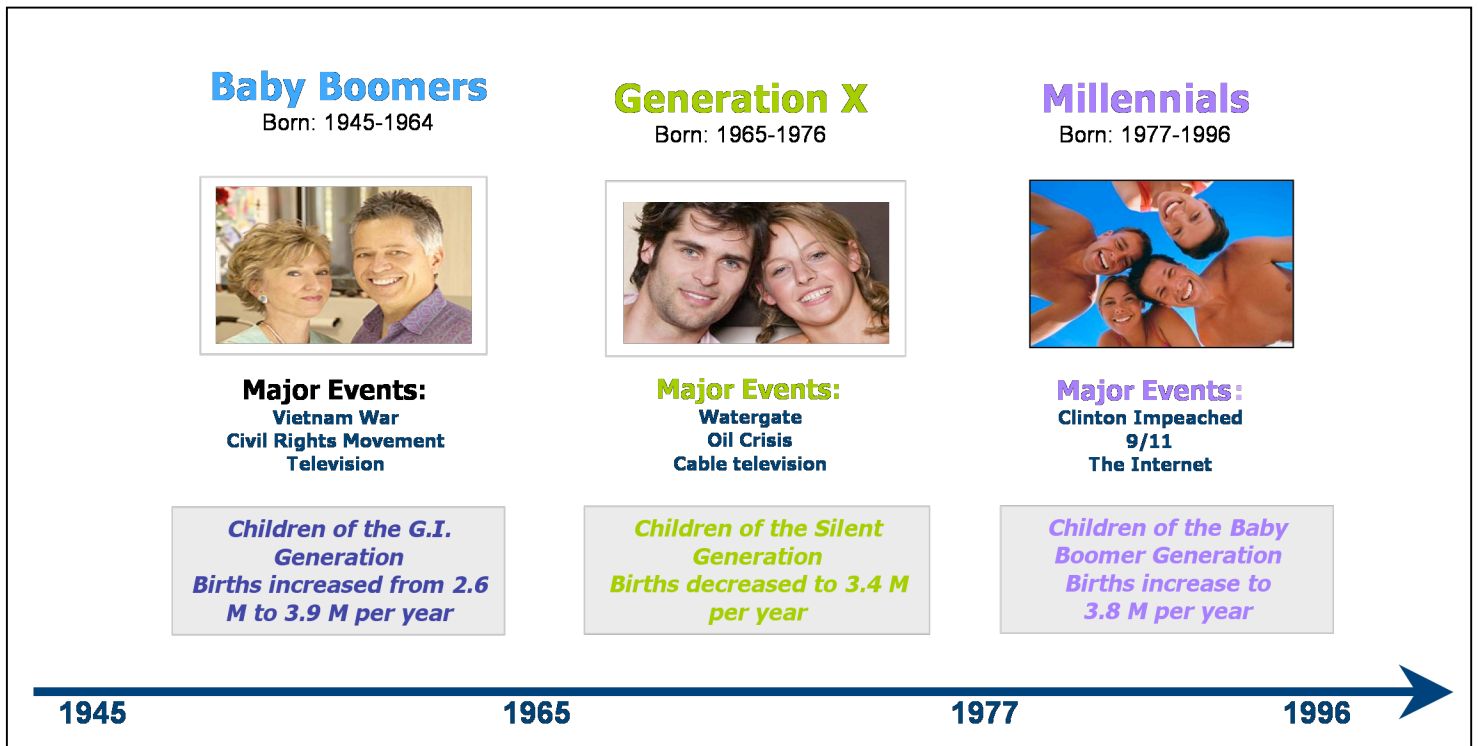 Baby Boomers
Born: 1945-1964
Major Events:
Vietnam War
Civil Rights Movement
Television
Children of the G.I.
Generation
Births increased from 2.6
M to 3.9 M per year
Generation X
Born: 1965-1976
Major Events:
Watergate
Oil Crisis
Cable television
Children of the Silent
Generation
Births decreased to 3.4 M
per year
Millennials
Born: 1977-1996
Major Events:
Clinton Impeached
9/11
The Internet
Children of the Baby
Boomer Generation
Births increase to
3.8 M per year
1945
1965
1977
1996